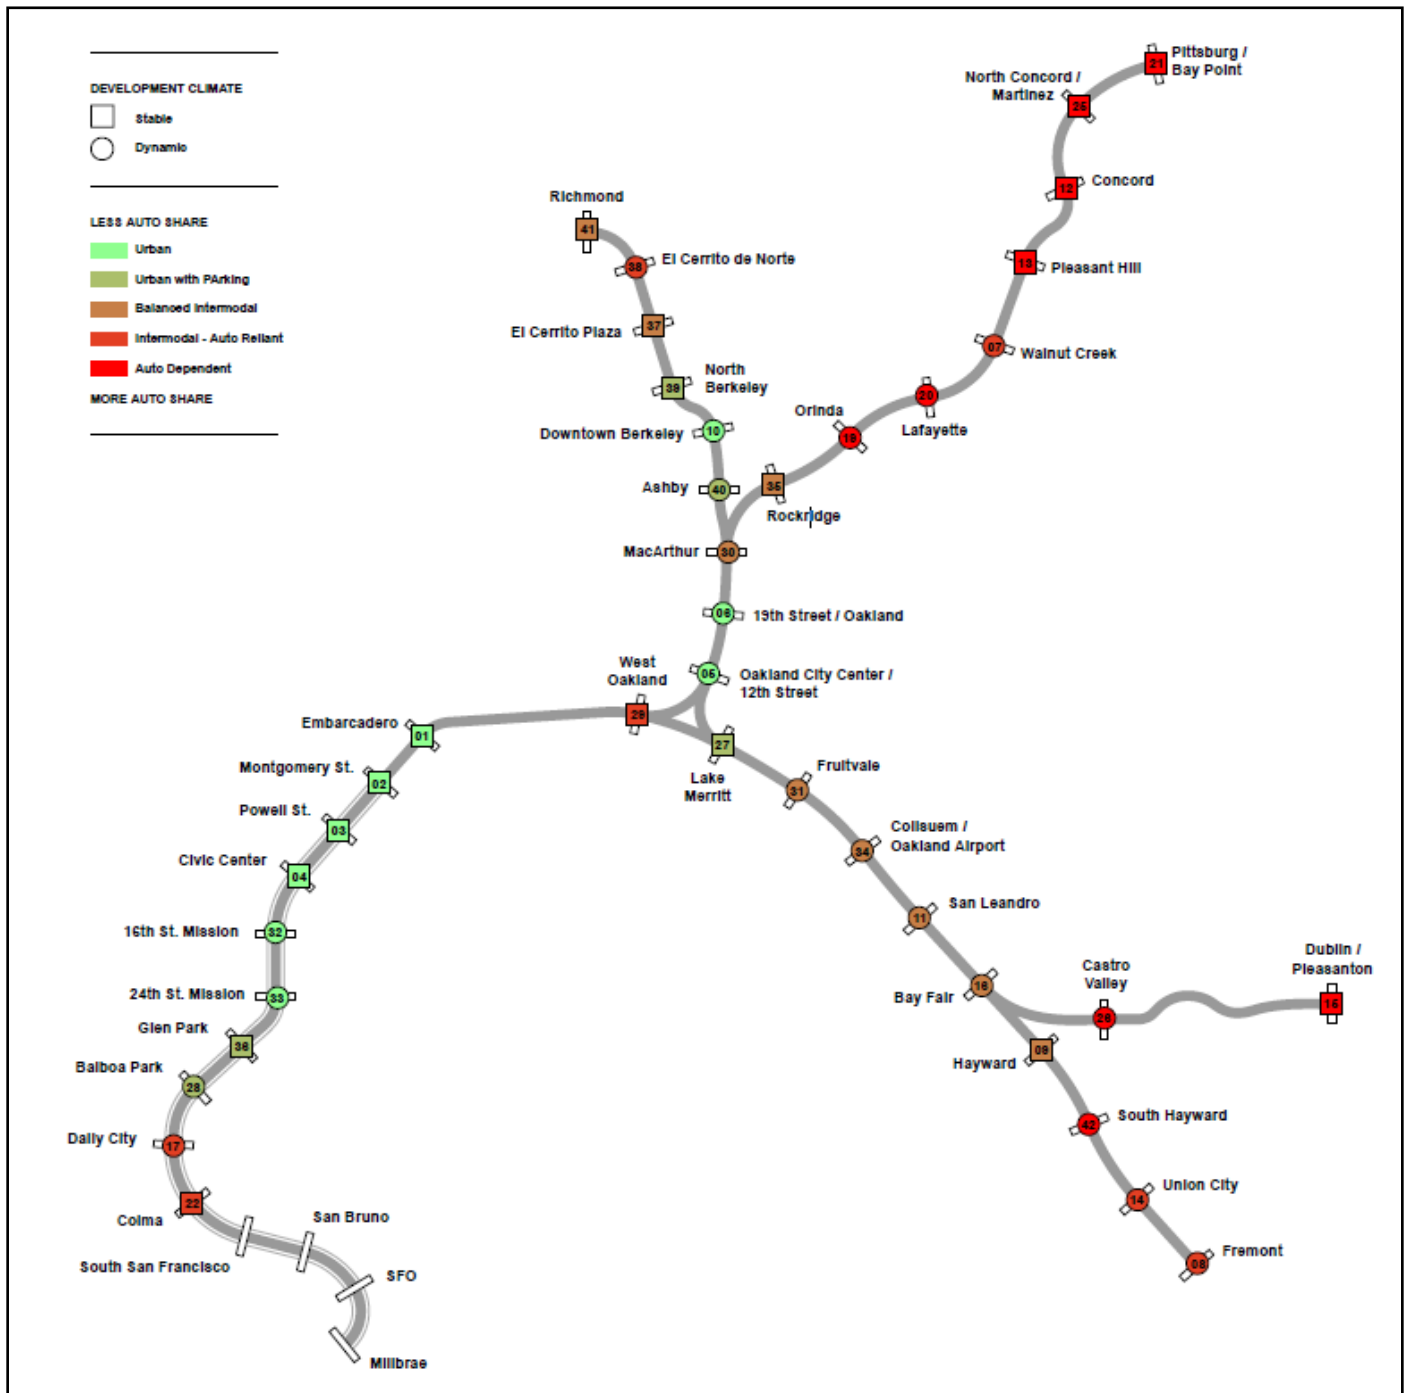 DEVELOPMENT CLIMATE
Stable
Dynamic
LESS AUTO SHARE
Urban
Urban with PArking
Balanced Intermodal
Intermodal - Auto Reliant
Auto Dependent
MORE AUTO SHARE
Pittsburg /
Bay Point
21
North Concord /
Martinez
25
Concord
12
Pleasant Hill
13
Walnut Creek
07
Lafayette
20
Orinda
19
Rockridge
35
Richmond
41
El Cerrito de Norte
38
El Cerrito Plaza
37
North
Berkeley
39
Downtown Berkeley
10
Ashby
40
MacArthur
30
19th Street / Oakland
06
Oakland City Center /
12th Street
05
West
Oakland
29
Lake
Merritt
27
Embarcadero
01
Montgomery St.
02
Powell St.
03
Civic Center
04
16th St. Mission
32
24th St. Mission
33
Glen Park
36
Balboa Park
28
Daily City
17
Colma
22
South San Francisco
San Bruno
SFO
Millbrae
Fruitvale
31
Colisuem /
Oakland Airport
34
San Leandro
11
Bay Fair
16
Castro
Valley
26
Dublin /
Pleasanton
15
Hayward
09
South Hayward
42
Union City
14
Fremont
08